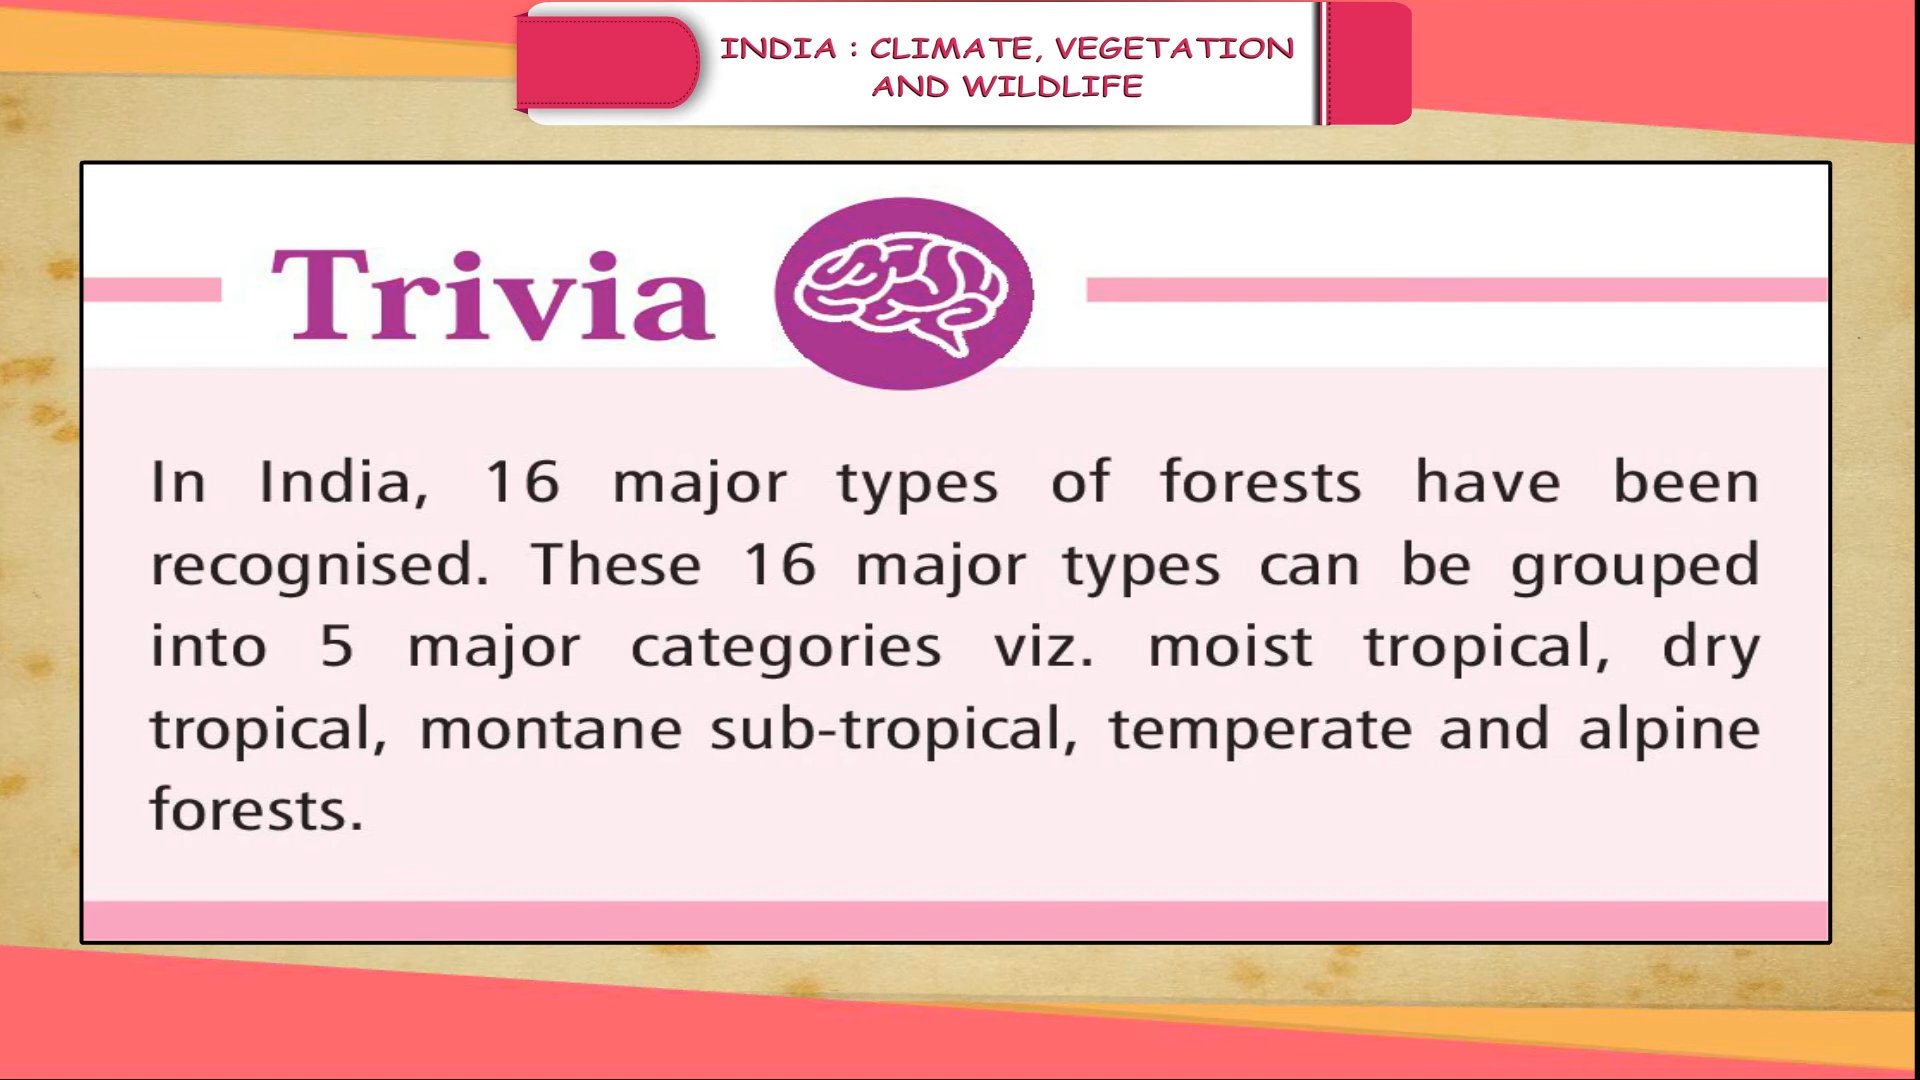 INDIA : CLIMATE, VEGETATION
AND WILDLIFE
Trivia
In India, 16 major types of forests have been
recognised. These 16 major types can be grouped
into 5 major categories viz. moist tropical, dry
tropical, montane sub-tropical, temperate and alpine
forests.